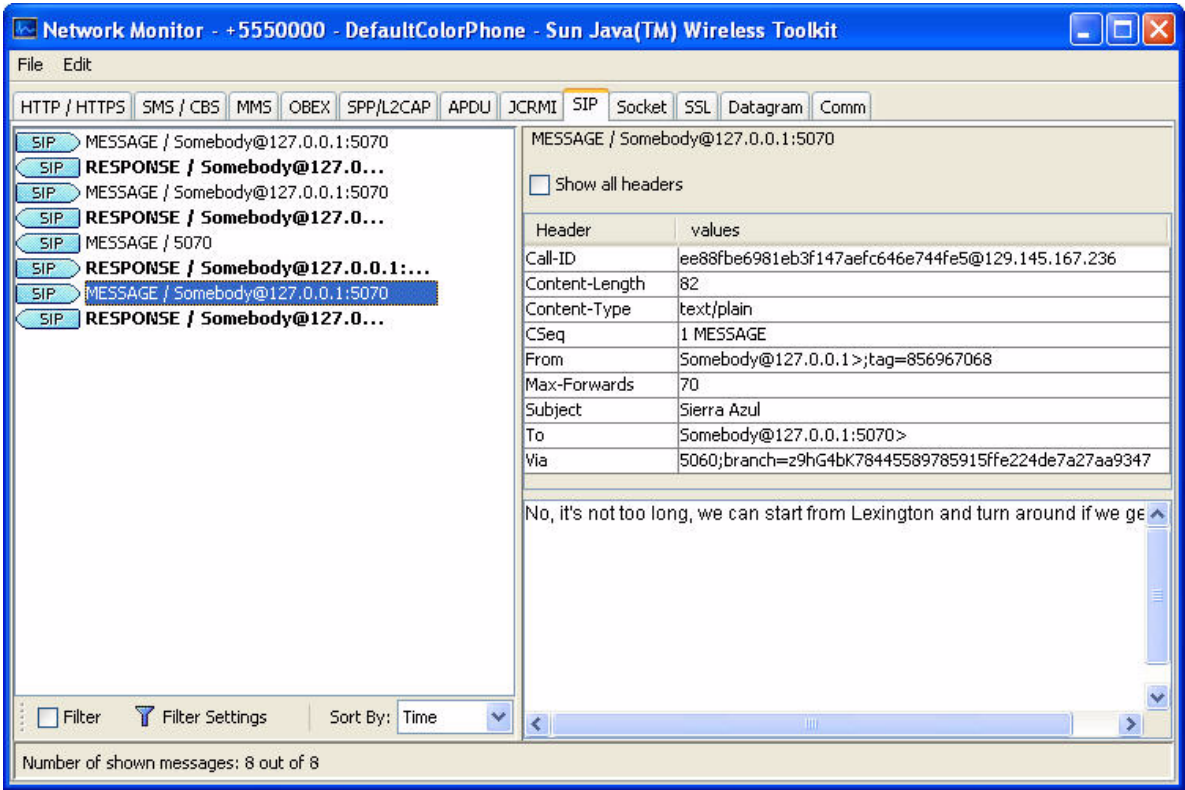 Network Monitor - +5550000 - DefaultColorPhone - Sun Java(TM) Wireless Toolkit
File Edit
HTTP / HTTPS SMS / CBS MMS OBEX SPP/L2CAP APDU JCRMI SIP Socket SSL Datagram Comm
SIP MESSAGE / Somebody@127.0.0.1:5070
SIP RESPONSE / Somebody@127.0...
SIP MESSAGE / Somebody@127.0.0.1:5070
SIP RESPONSE / Somebody@127.0...
SIP MESSAGE / 5070
SIP RESPONSE / Somebody@127.0.0.1:...
SIP MESSAGE / Somebody@127.0.0.1:5070
SIP RESPONSE / Somebody@127.0...
Filter Filter Settings Sort By: Time
MESSAGE / Somebody@127.0.0.1:5070
Show all headers
Header values
Call-ID ee88fbe6981eb3f147aefc646e744fe5@129.145.167.236
Content-Length 82
Content-Type text/plain
CSeq 1 MESSAGE
From Somebody@127.0.0.1>;tag=856967068
Max-Forwards 70
Subject Sierra Azul
To Somebody@127.0.0.1:5070>
Via 5060;branch=z9hG4bK78445589785915ffe224de7a27aa9347
No, it's not too long, we can start from Lexington and turn around if we ge
Number of shown messages: 8 out of 8